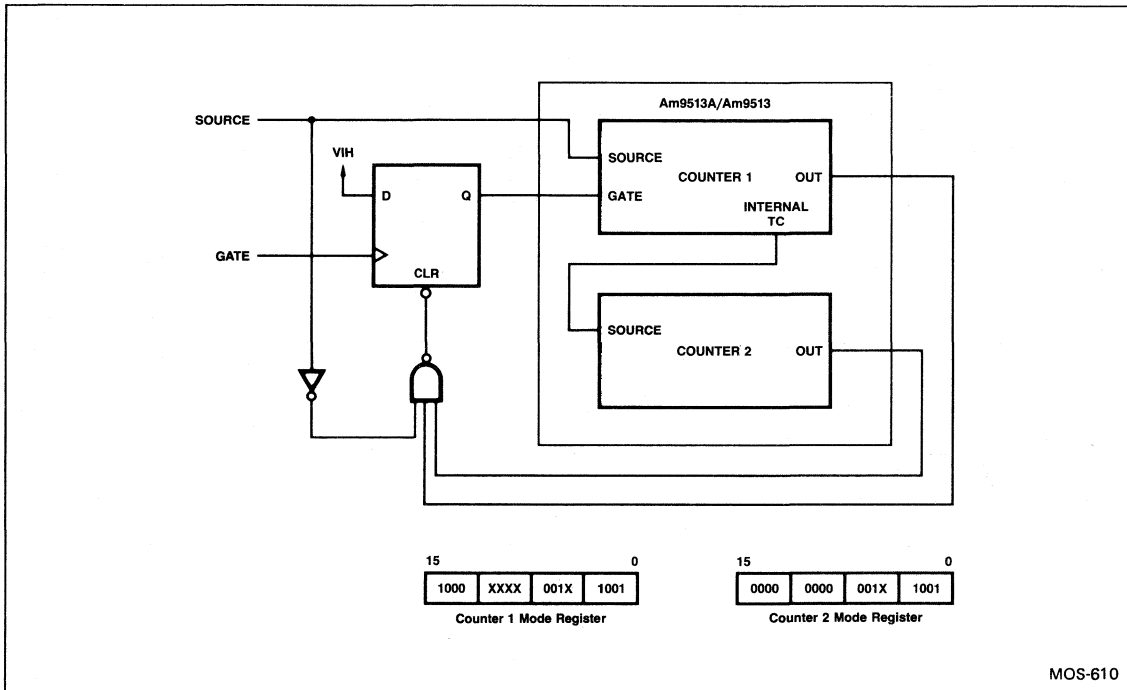 Am9513A/Am9513
SOURCE
VIH
D Q
GATE
CLR
SOURCE
GATE
COUNTER 1
OUT
INTERNAL
TC
SOURCE
COUNTER 2
OUT
15 0
1000 XXXX 001X 1001
Counter 1 Mode Register
15 0
0000 0000 001X 1001
Counter 2 Mode Register
MOS-610